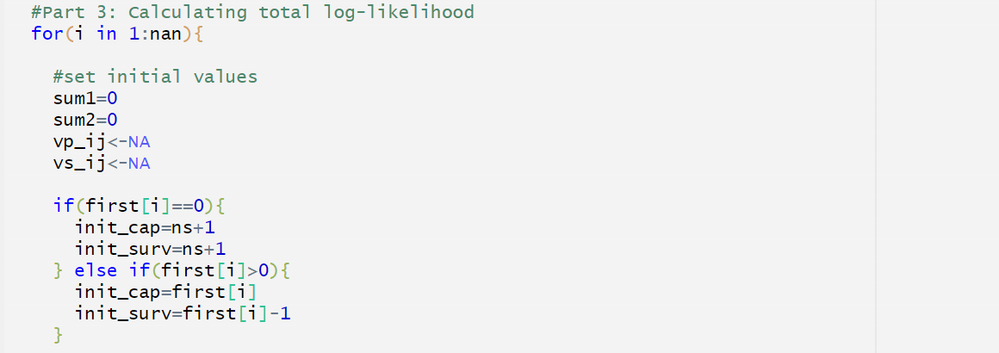 #Part 3: Calculating total log-likelihood
for(i in 1:nan){
#set initial values
sum1=0
sum2=0
vp_ij<-NA
vs_ij<-NA
if(first[i]==0){
init_cap=ns+1
init_surv=ns+1
} else if(first[i]>0){
init_cap=first[i]
init_surv=first[i]-1
}